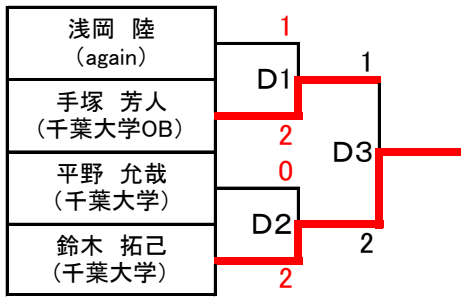 浅岡　陸
（again）
手塚　芳人
(千葉大学OB)
平野　允哉
(千葉大学)
鈴木　拓己
(千葉大学)
1
D1
2
0
D2
2
1
D3
2